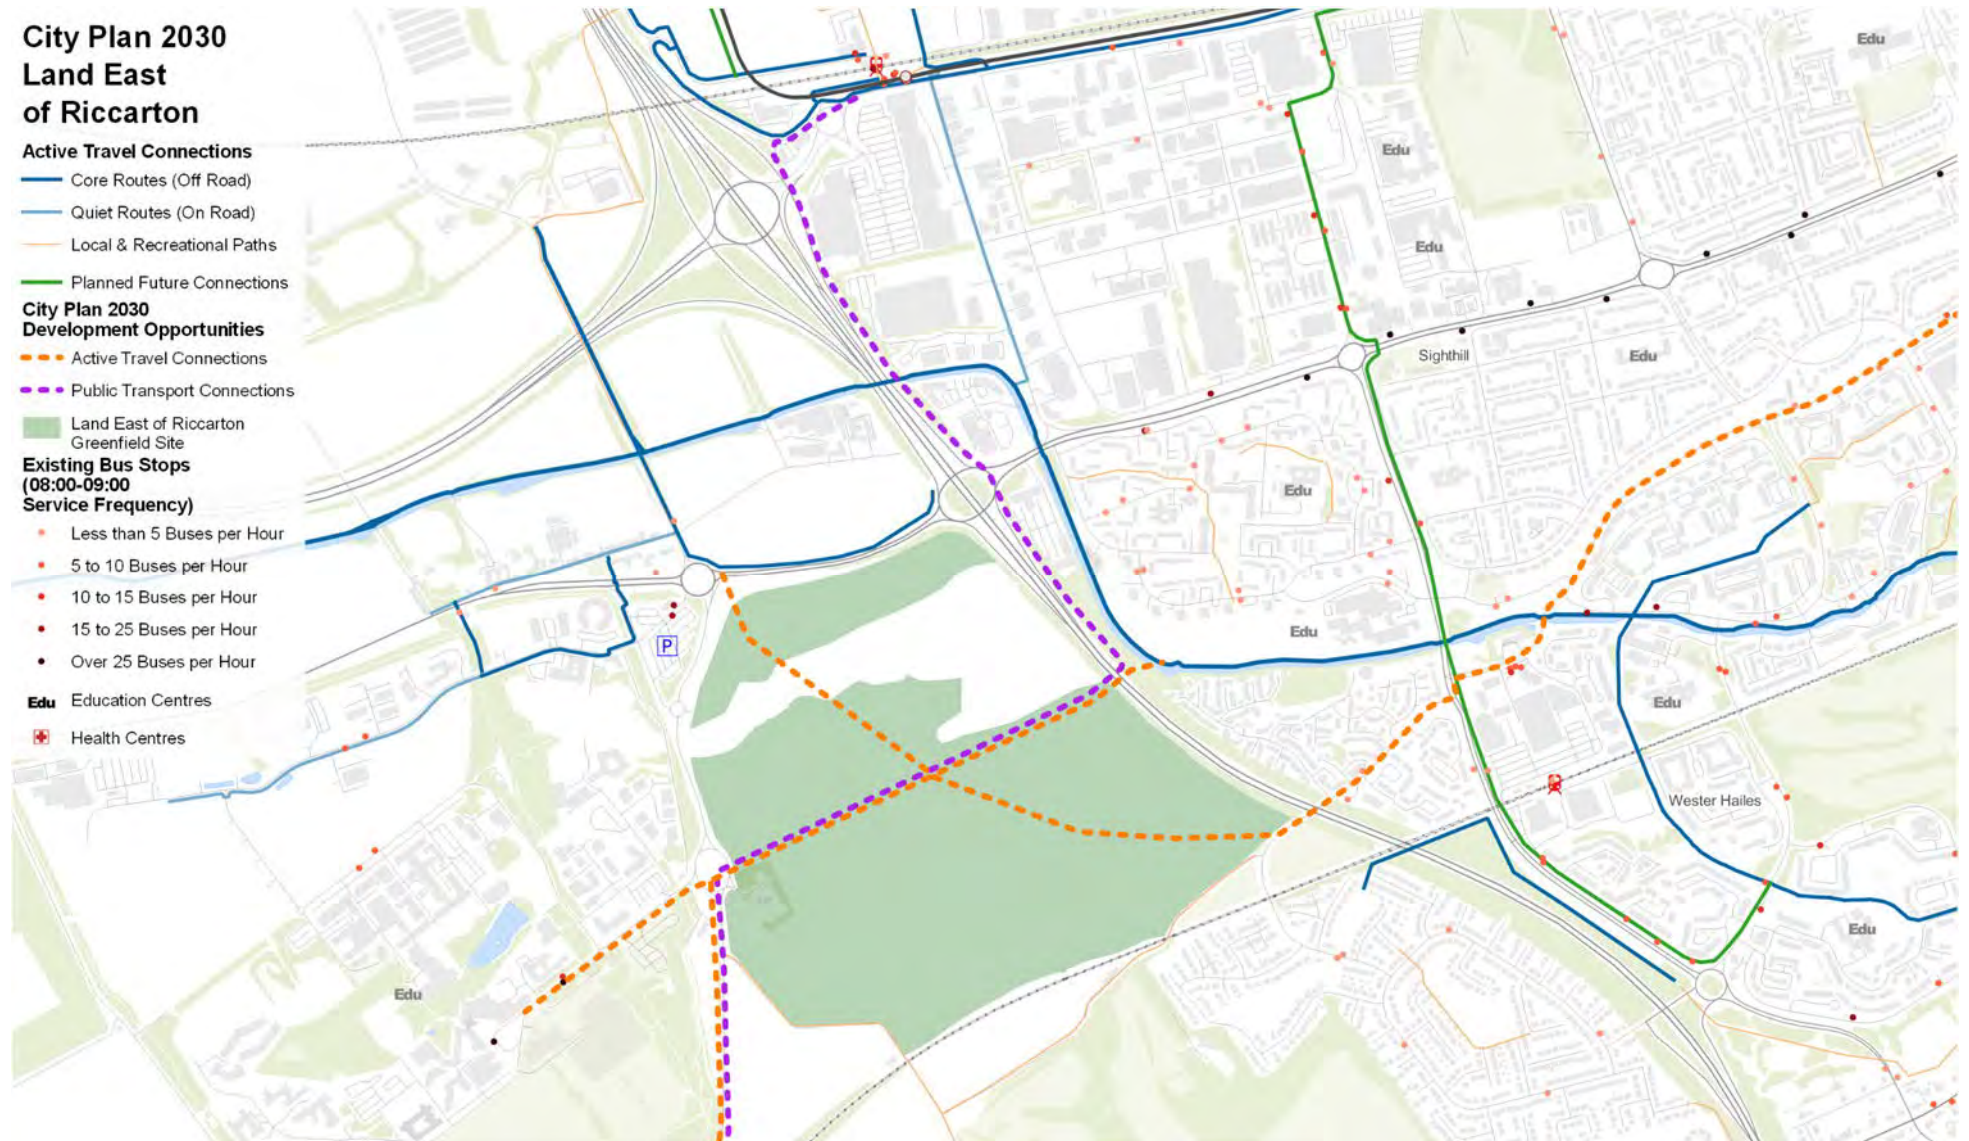 City Plan 2030
Land East
of Riccarton
Active Travel Connections
Core Routes (Off Road)
Quiet Routes (On Road)
Local & Recreational Paths
Planned Future Connections
City Plan 2030
Development Opportunities
Active Travel Connections
Public Transport Connections
Land East of Riccarton
Greenfield Site
Existing Bus Stops
(08:00-09:00
Service Frequency)
Less than 5 Buses per Hour
5 to 10 Buses per Hour
10 to 15 Buses per Hour
15 to 25 Buses per Hour
Over 25 Buses per Hour
Edu Education Centres
Health Centres
Edu
Edu
Edu
Sighthill
Edu
Edu
Edu
P
Edu
Wester Hailes
Edu
Edu